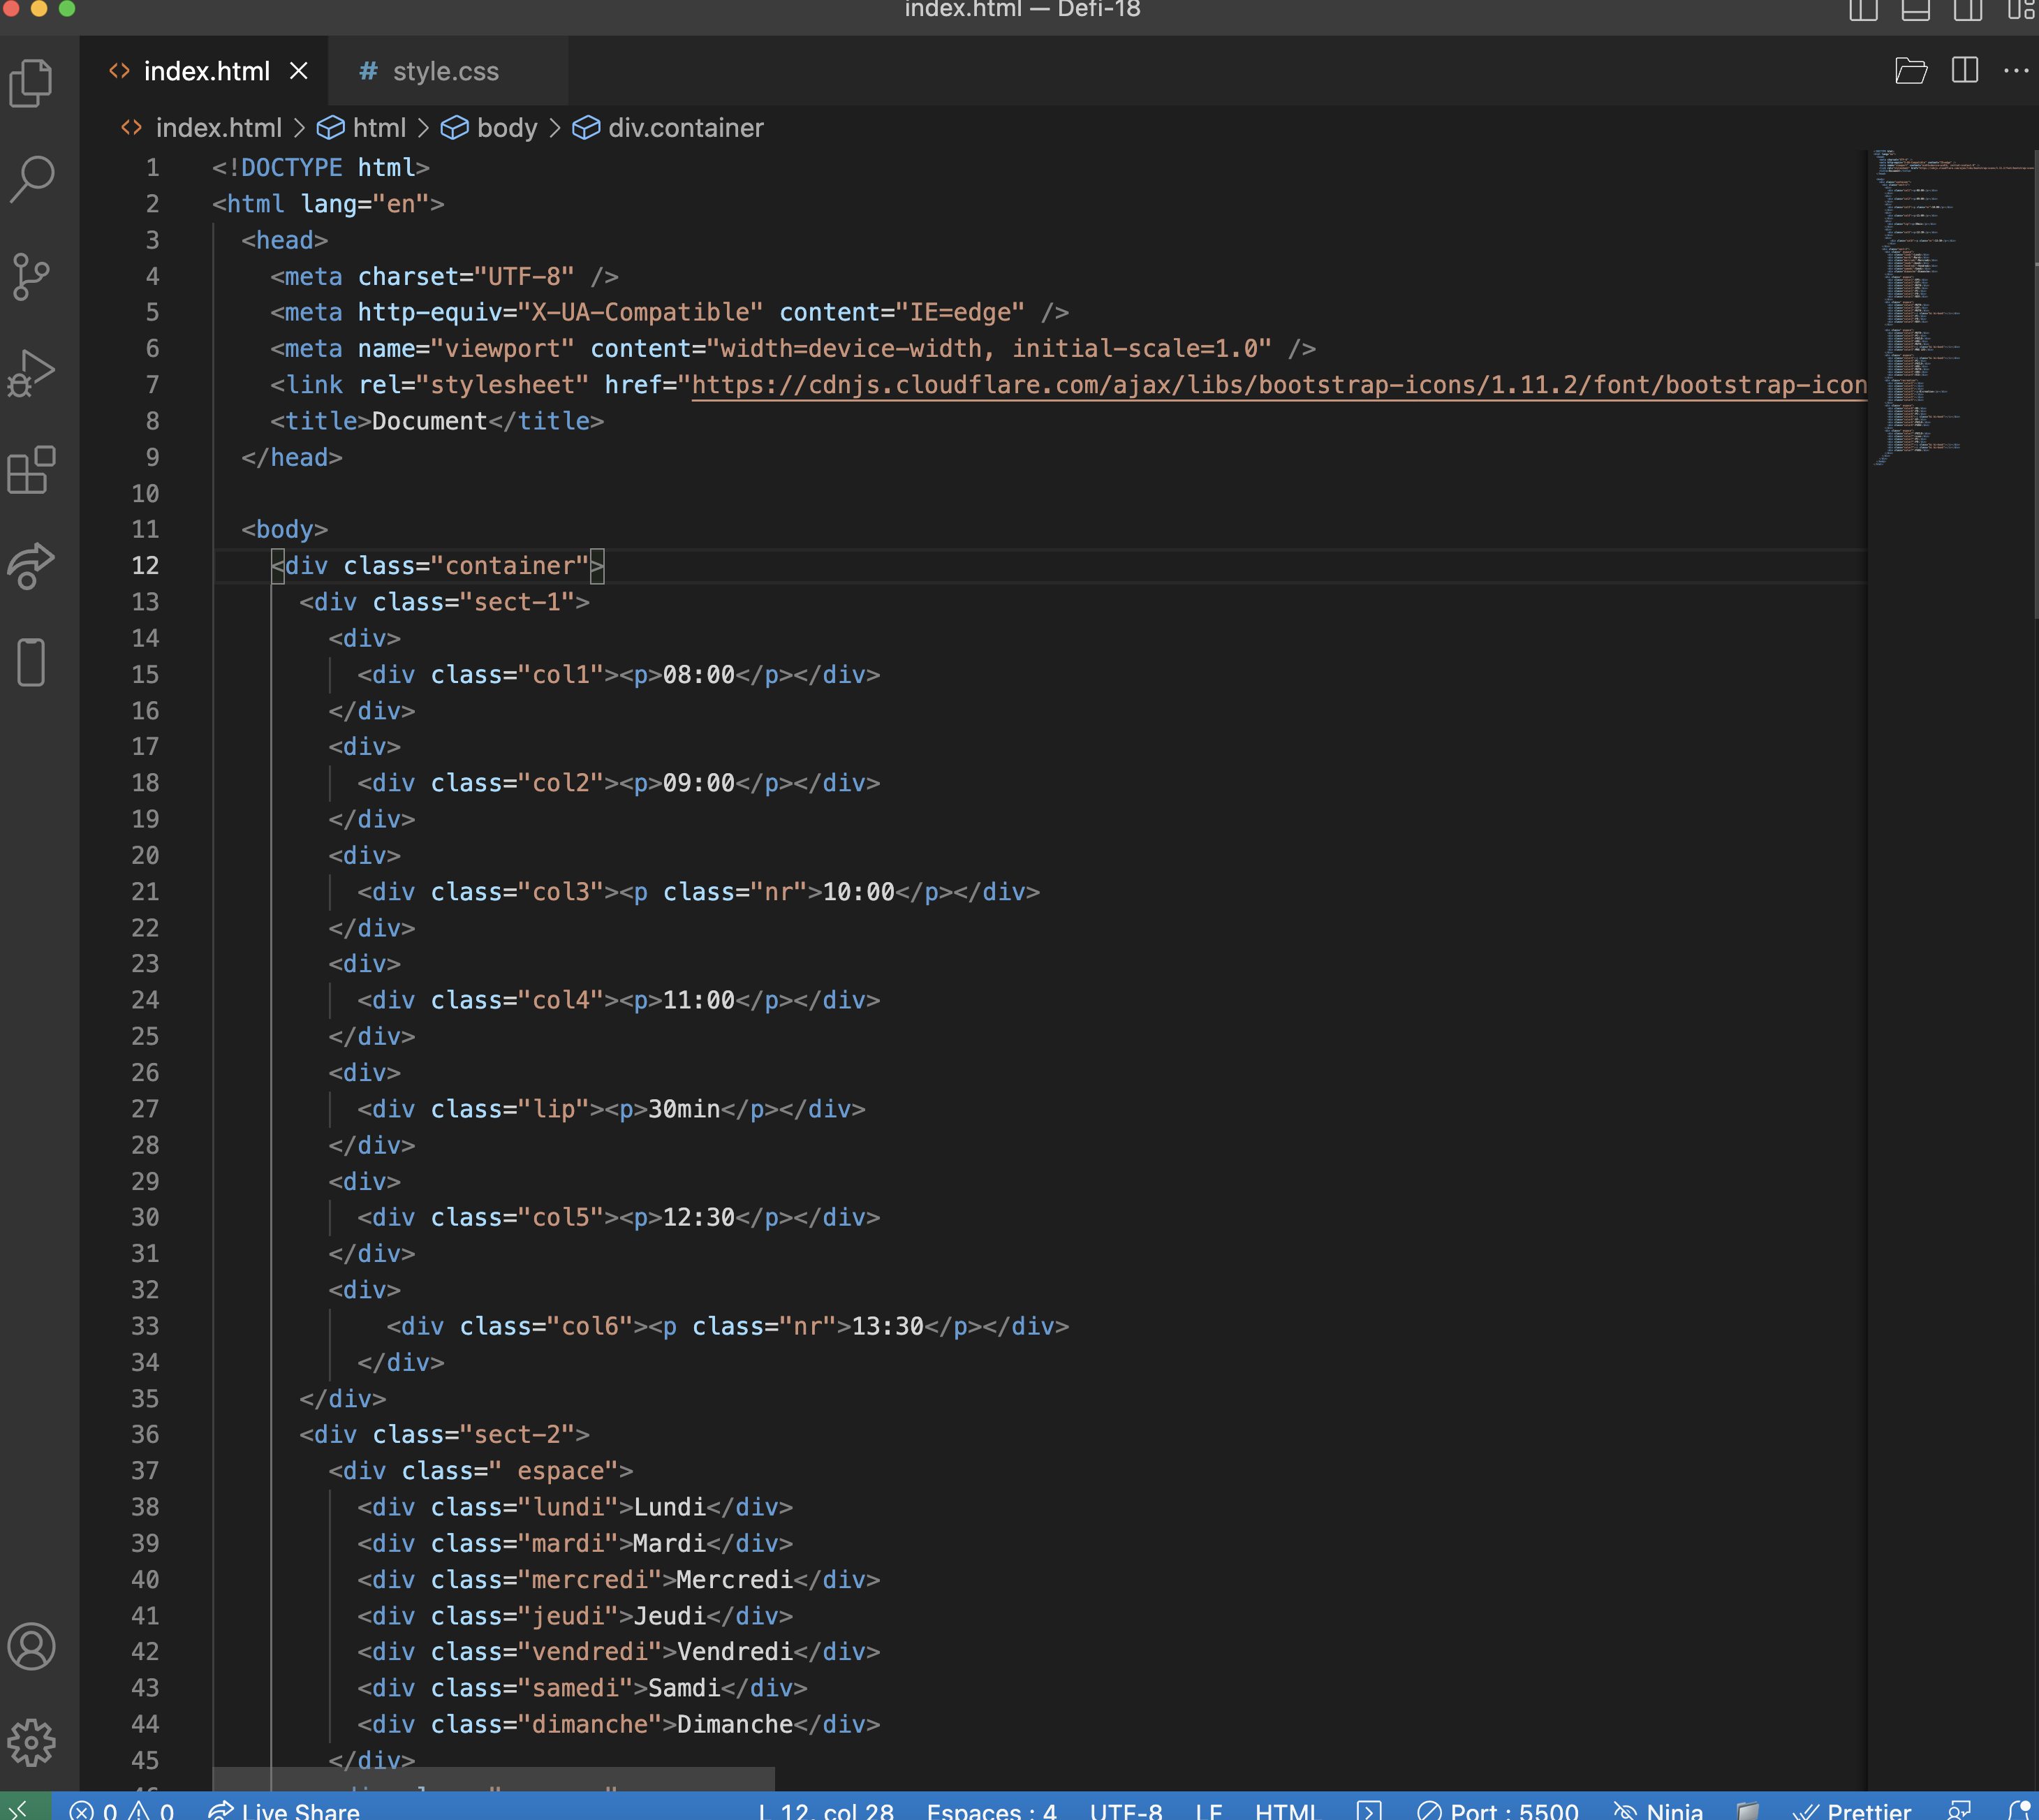 index.html — Defi-18
index.html
# style.css
index.html > html > body > div.container
1 <!DOCTYPE html>
2 <html lang="en">
3 <head>
4 <meta charset="UTF-8" />
5 <meta http-equiv="X-UA-Compatible" content="IE=edge" />
6 <meta name="viewport" content="width=device-width, initial-scale=1.0" />
7 <link rel="stylesheet" href="https://cdnjs.cloudflare.com/ajax/libs/bootstrap-icons/1.11.2/font/bootstrap-icon
8 <title>Document</title>
9 </head>
10
11 <body>
12 <div class="container">
13 <div class="sect-1">
14 <div>
15 <div class="col1"><p>08:00</p></div>
16 </div>
17 <div>
18 <div class="col2"><p>09:00</p></div>
19 </div>
20 <div>
21 <div class="col3"><p class="nr">10:00</p></div>
22 </div>
23 <div>
24 <div class="col4"><p>11:00</p></div>
25 </div>
26 <div>
27 <div class="lip"><p>30min</p></div>
28 </div>
29 <div>
30 <div class="col5"><p>12:30</p></div>
31 </div>
32 <div>
33 <div class="col6"><p class="nr">13:30</p></div>
34 </div>
35 </div>
36 <div class="sect-2">
37 <div class=" espace">
38 <div class="lundi">Lundi</div>
39 <div class="mardi">Mardi</div>
40 <div class="mercredi">Mercredi</div>
41 <div class="jeudi">Jeudi</div>
42 <div class="vendredi">Vendredi</div>
43 <div class="samedi">Samdi</div>
44 <div class="dimanche">Dimanche</div>
45 </div>
0 0 Live Share L 12, col 28 Espaces : 4 UTF-8 LF HTML Port : 5500 Ninja Prettier